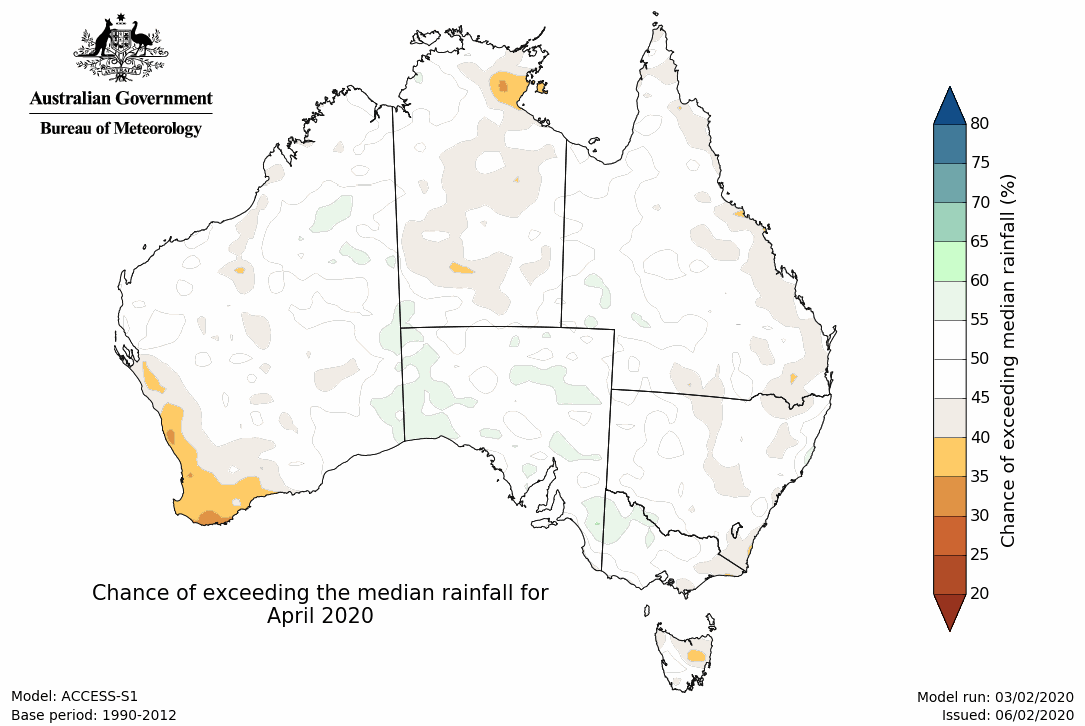 AUSTRALIA
Australian Government
Bureau of Meteorology
80
75
70
65
60
55
50
45
40
35
30
25
20
Chance of exceeding median rainfall (%)
Chance of exceeding the median rainfall for
April 2020
Model: ACCESS-S1
Base period: 1990-2012
Model run: 03/02/2020
Issued: 06/02/2020